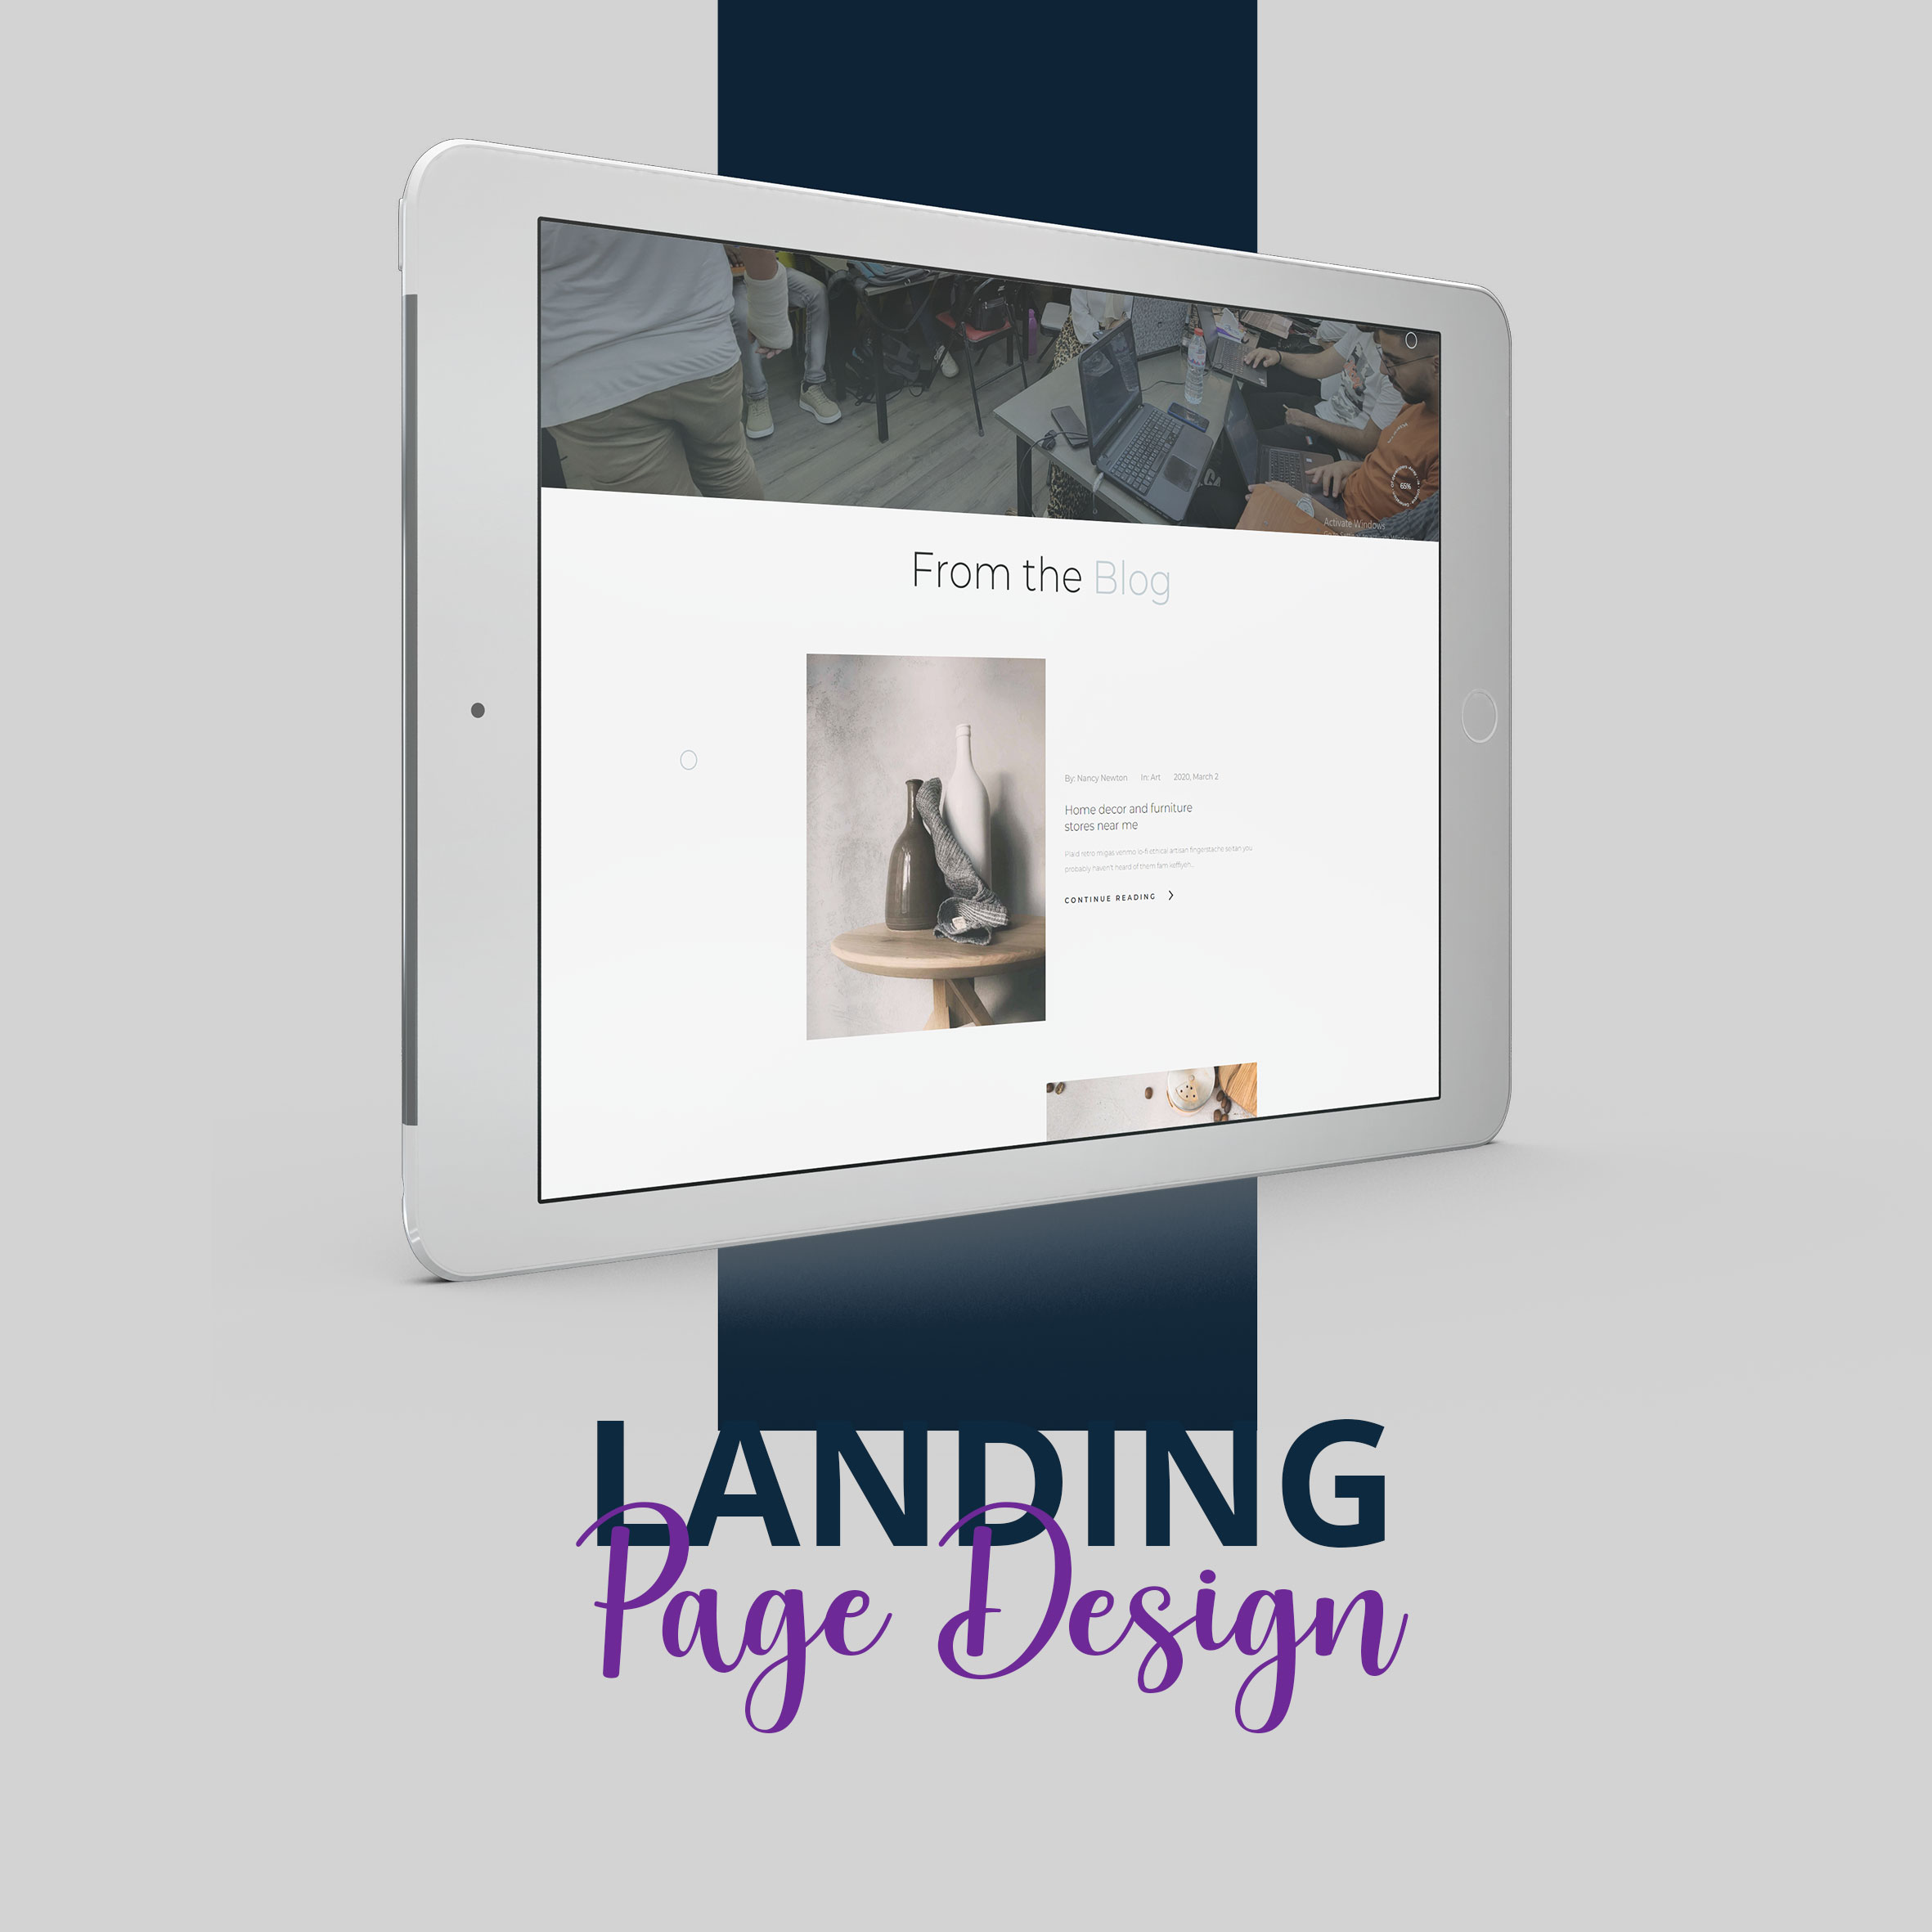 65%
Activate Windows
From the Blog
By: Nancy Newton In: Art 2020, March 2
Home decor and furniture
stores near me
Plaid retro migas venmo lo-fi ethical artisan fingerstache seitan you
probably haven't heard of them farm keffiyeh...
CONTINUE READING
LANDING
Page Design